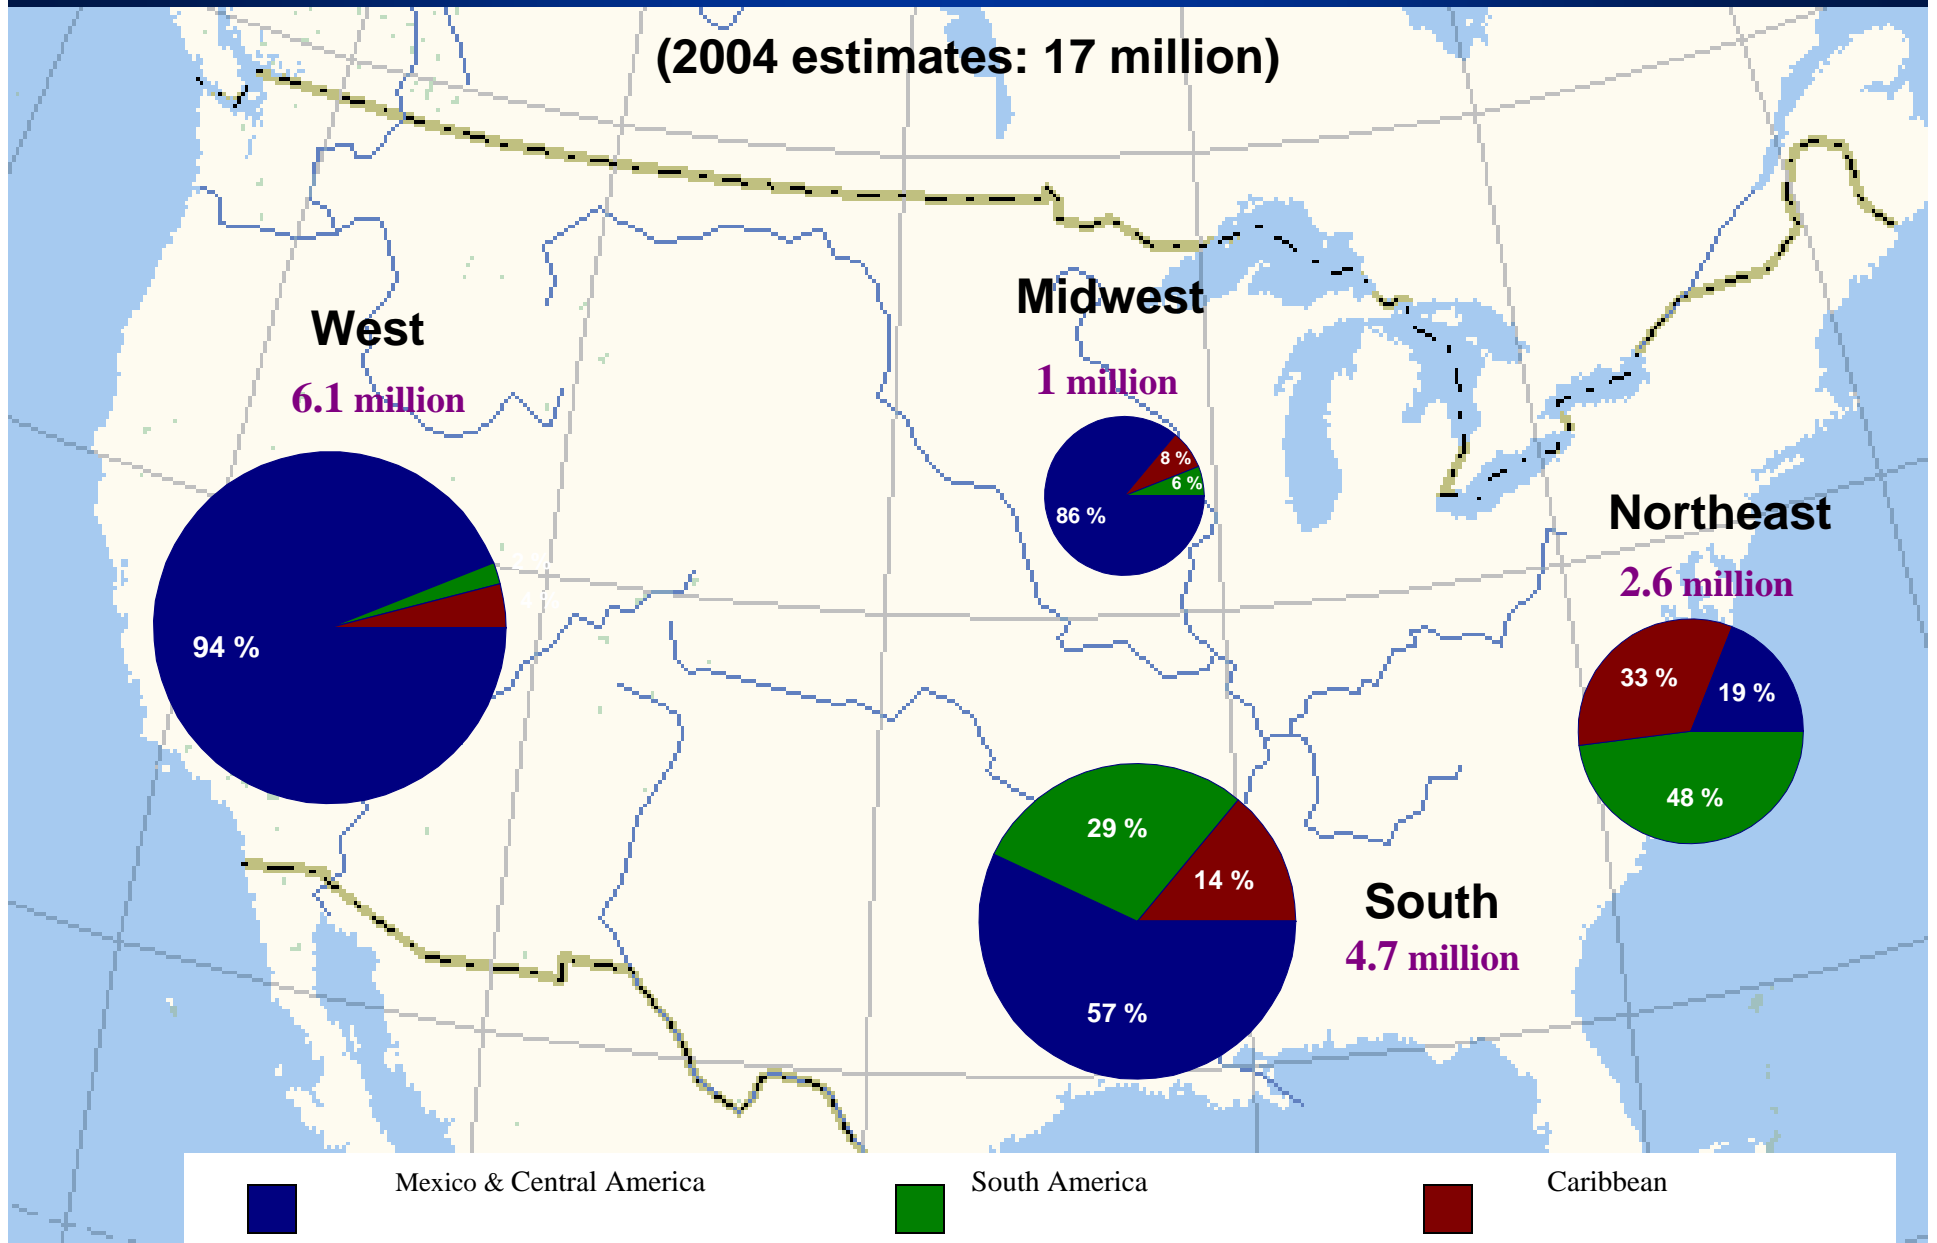 (2004 estimates: 17 million)
West
6.1 million
94 %
4 %
Midwest
1 million
8 %
6 %
86 %
Northeast
2.6 million
33 %
19 %
48 %
29 %
14 %
57 %
South
4.7 million
Mexico & Central America
South America
Caribbean